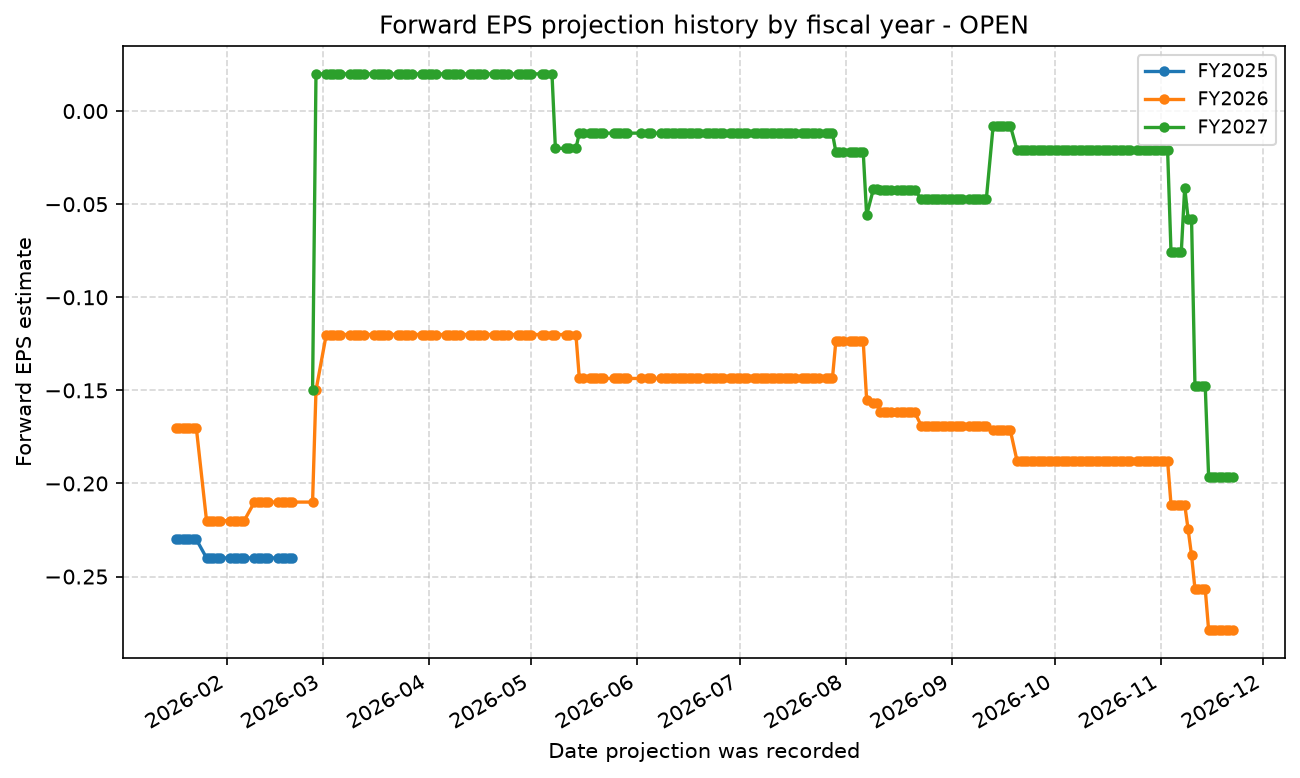 Forward EPS projection history by fiscal year - OPEN
FY2025
FY2026
FY2027
Forward EPS estimate
0.00
−0.05
−0.10
−0.15
−0.20
−0.25
2026-02
2026-03
2026-04
2026-05
2026-06
2026-07
2026-08
2026-09
2026-10
2026-11
2026-12
Date projection was recorded